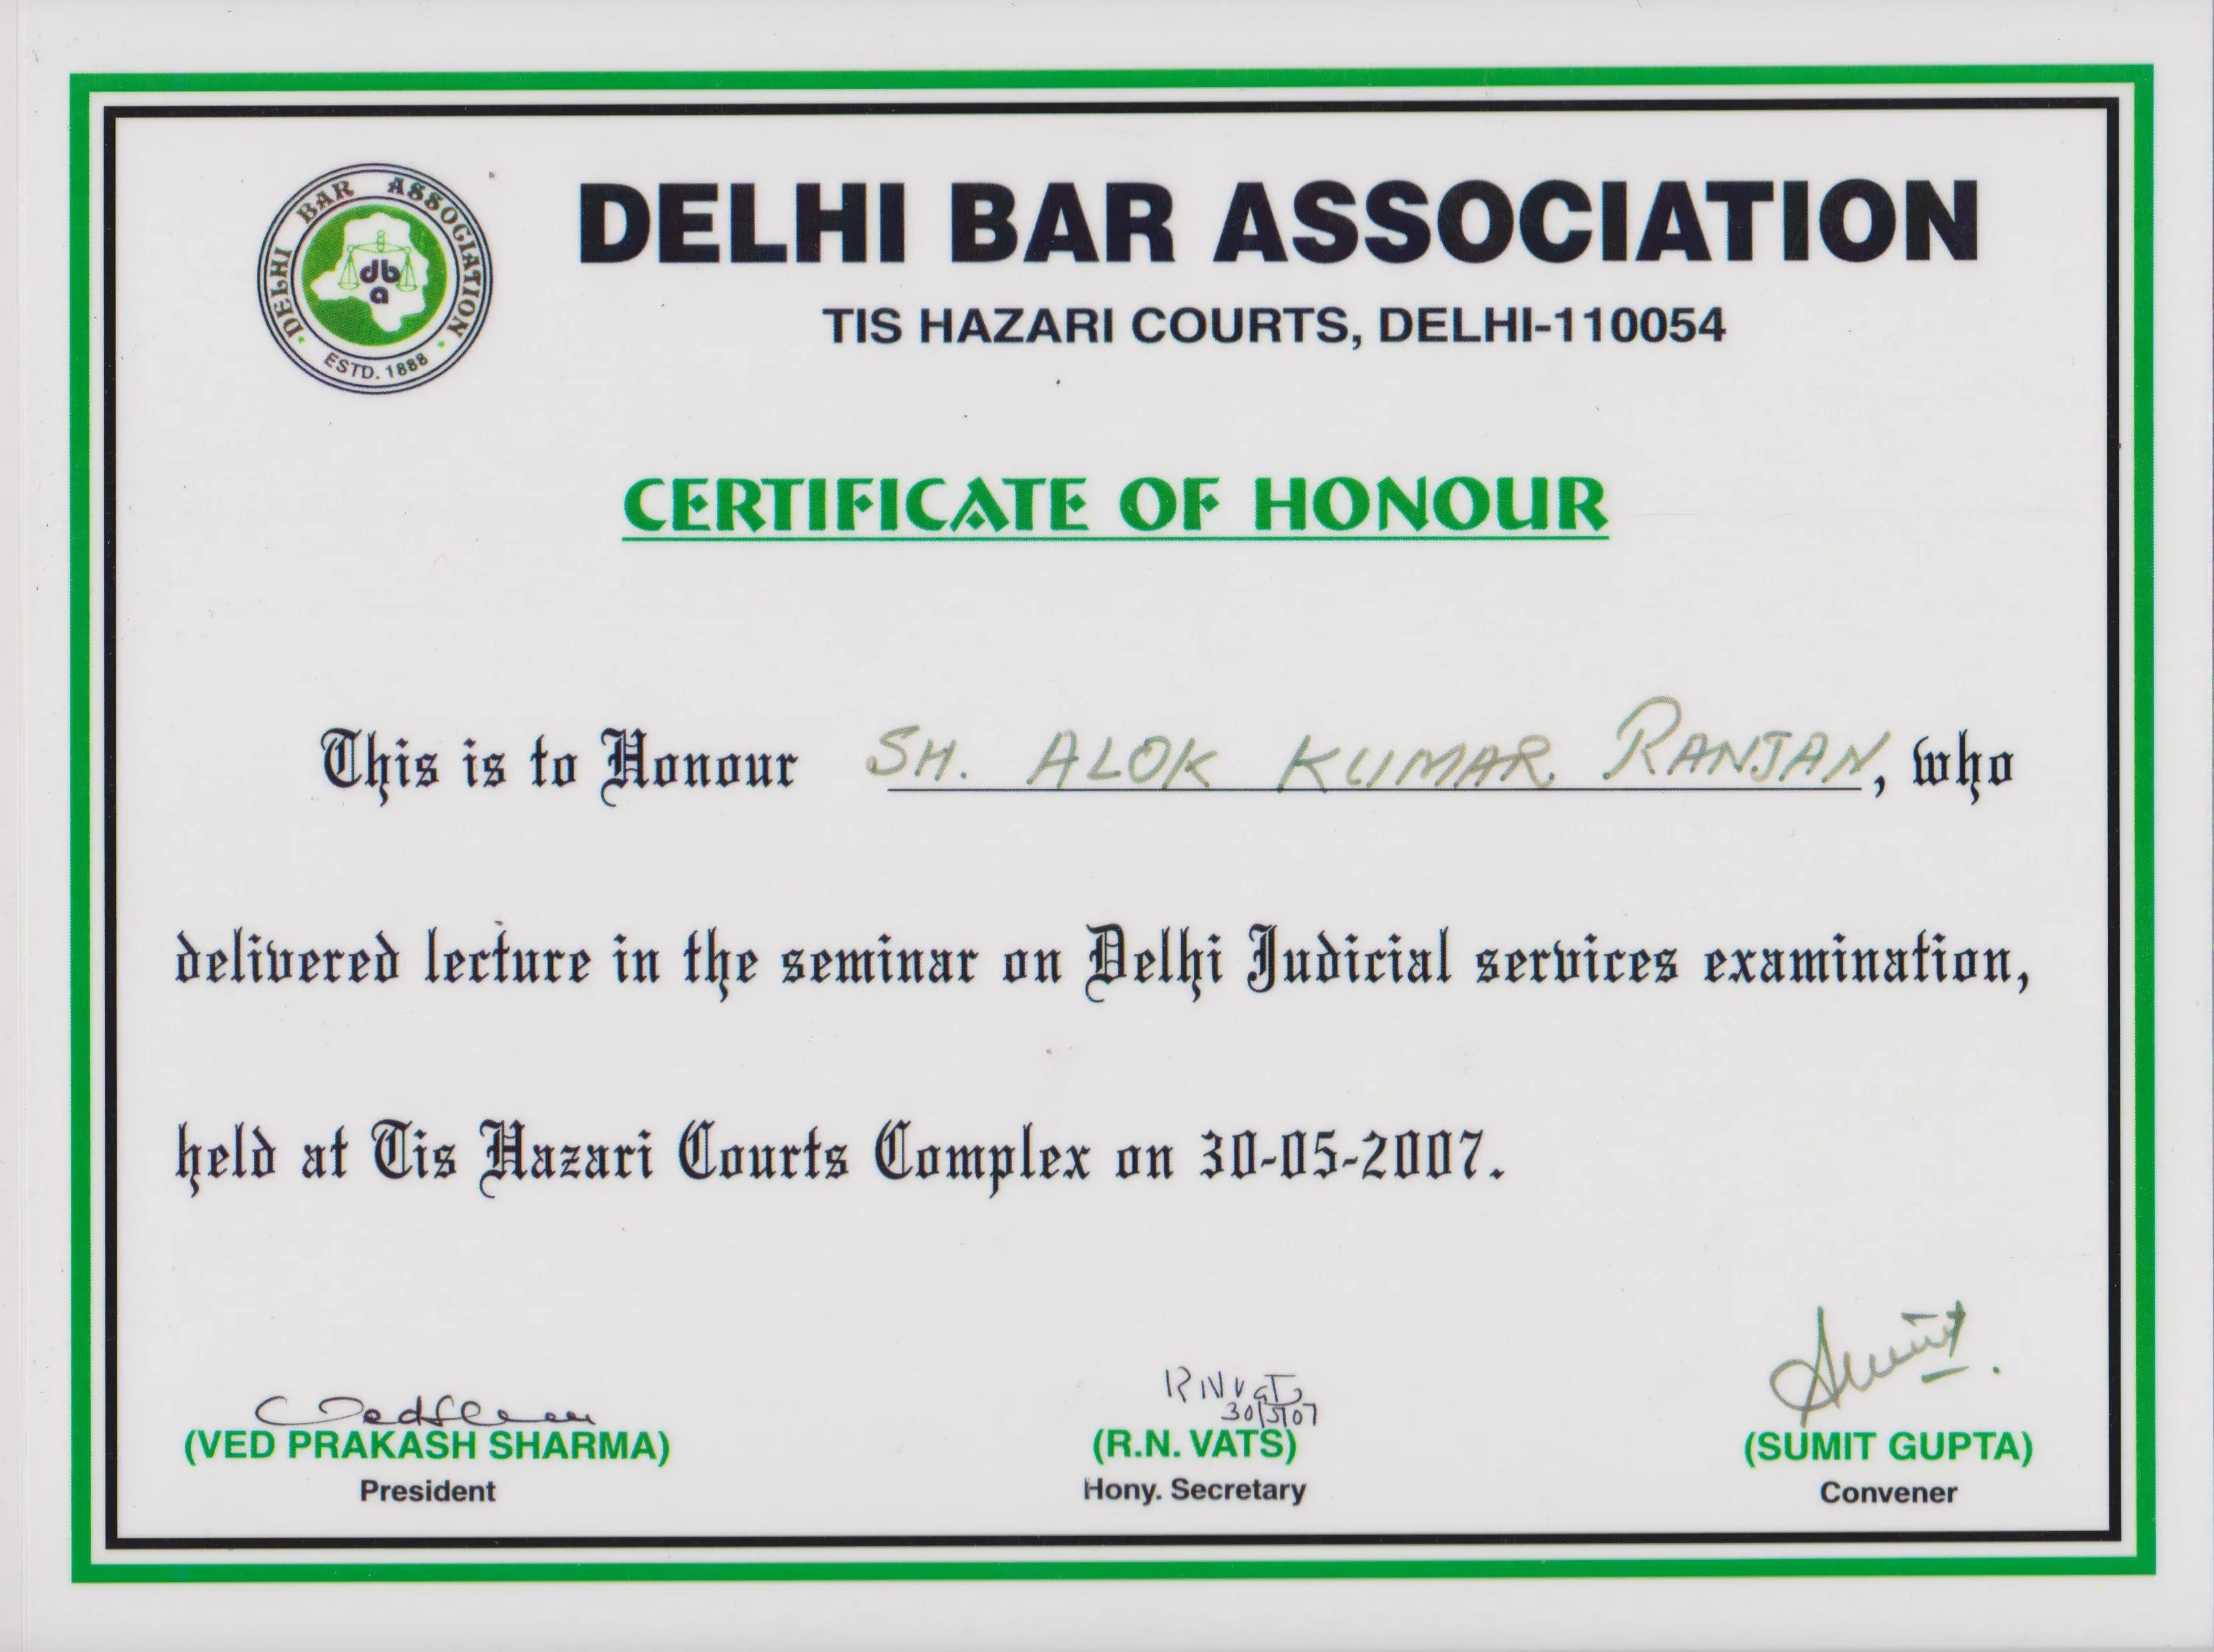 DELHI BAR ASSOCIATION
ESTD. 1888
db
a
DELHI BAR ASSOCIATION
TIS HAZARI COURTS, DELHI-110054
CERTIFICATE OF HONOUR
This is to Honour SH. ALOK KUMAR RANJAN, who
delivered lecture in the seminar on Delhi Judicial services examination,
held at Tis Hazari Courts Complex on 30-05-2007.
RNVats
30/5/07
Sumit.
(VED PRAKASH SHARMA) (R.N. VATS) (SUMIT GUPTA)
President Hony. Secretary Convener